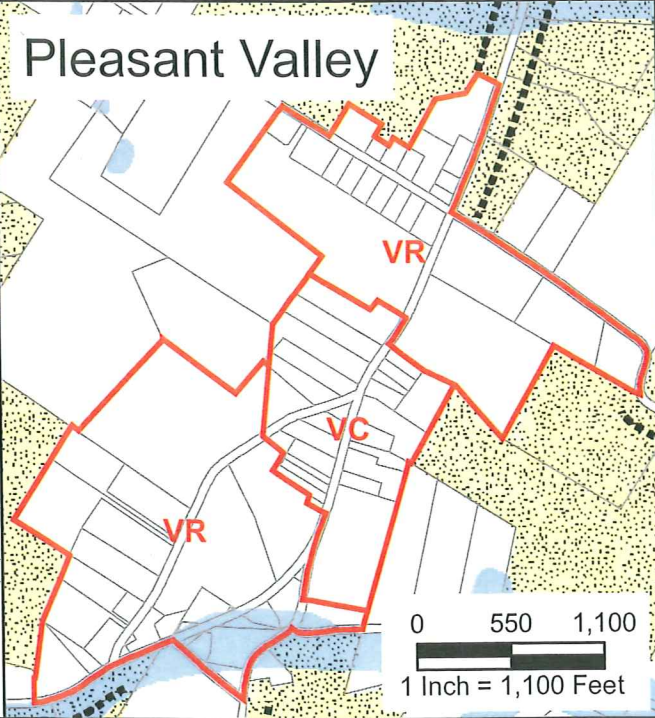 Pleasant Valley
VR
VC
VR
0 550 1,100
1 Inch = 1,100 Feet